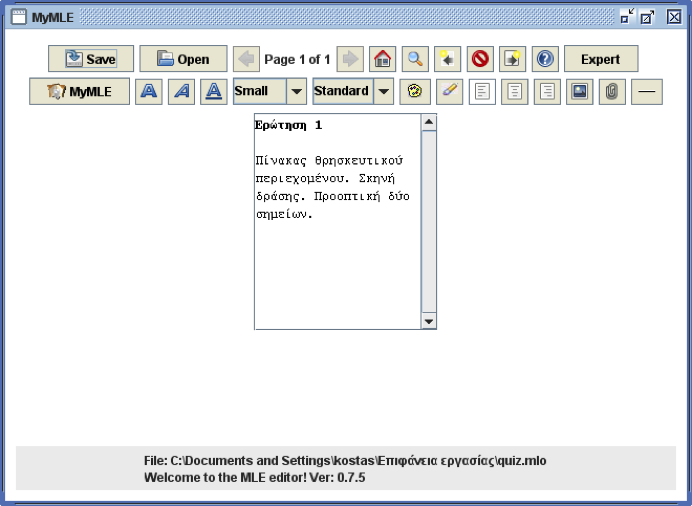 MyMLE
Save Open Page 1 of 1 Expert
MyMLE A A A Small Standard
Ερώτηση 1
Πίνακας θρησκευτικού
περιεχομένου. Σκηνή
δράσης. Προοπτική δύο
σημείων.
File: C:\Documents and Settings\kostas\Επιφάνεια εργασίας\quiz.mlo
Welcome to the MLE editor! Ver: 0.7.5